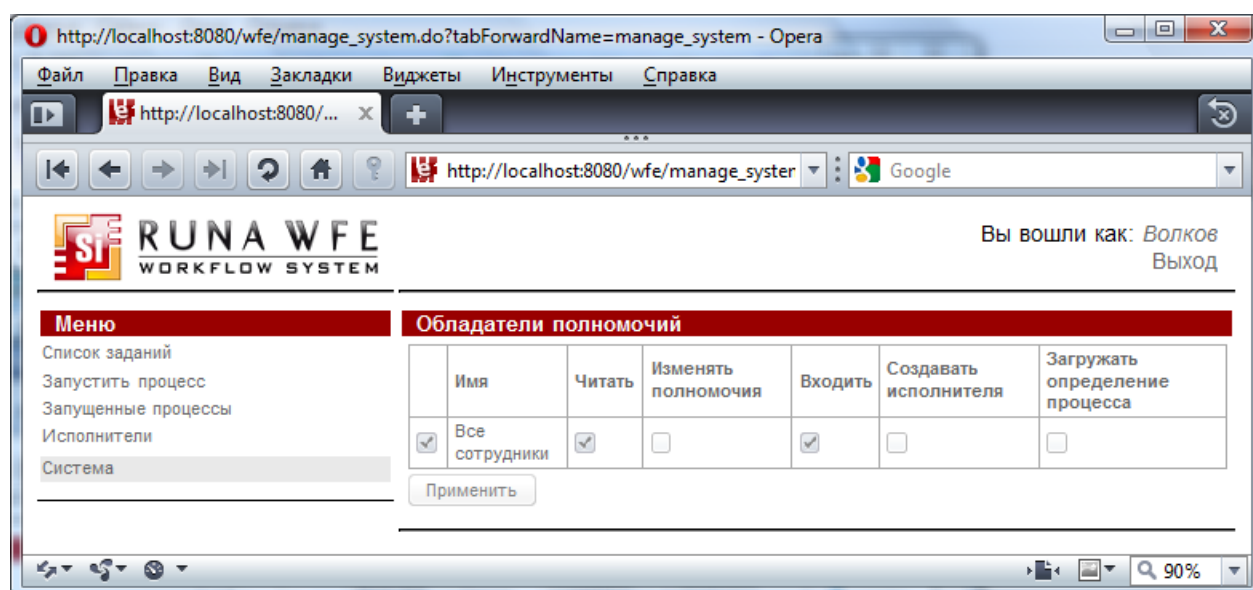 http://localhost:8080/wfe/manage_system.do?tabForwardName=manage_system - Opera
Файл Правка Вид Закладки Виджеты Инструменты Справка
http://localhost:8080/...
http://localhost:8080/wfe/manage_syster
Google
Si RUNA WFE
WORKFLOW SYSTEM
Вы вошли как: Волков
Выход
Меню
Список заданий
Запустить процесс
Запущенные процессы
Исполнители
Система
Обладатели полномочий
Имя
Читать
Изменять
полномочия
Входить
Создавать
исполнителя
Загружать
определение
процесса
Все
сотрудники
Применить
90%